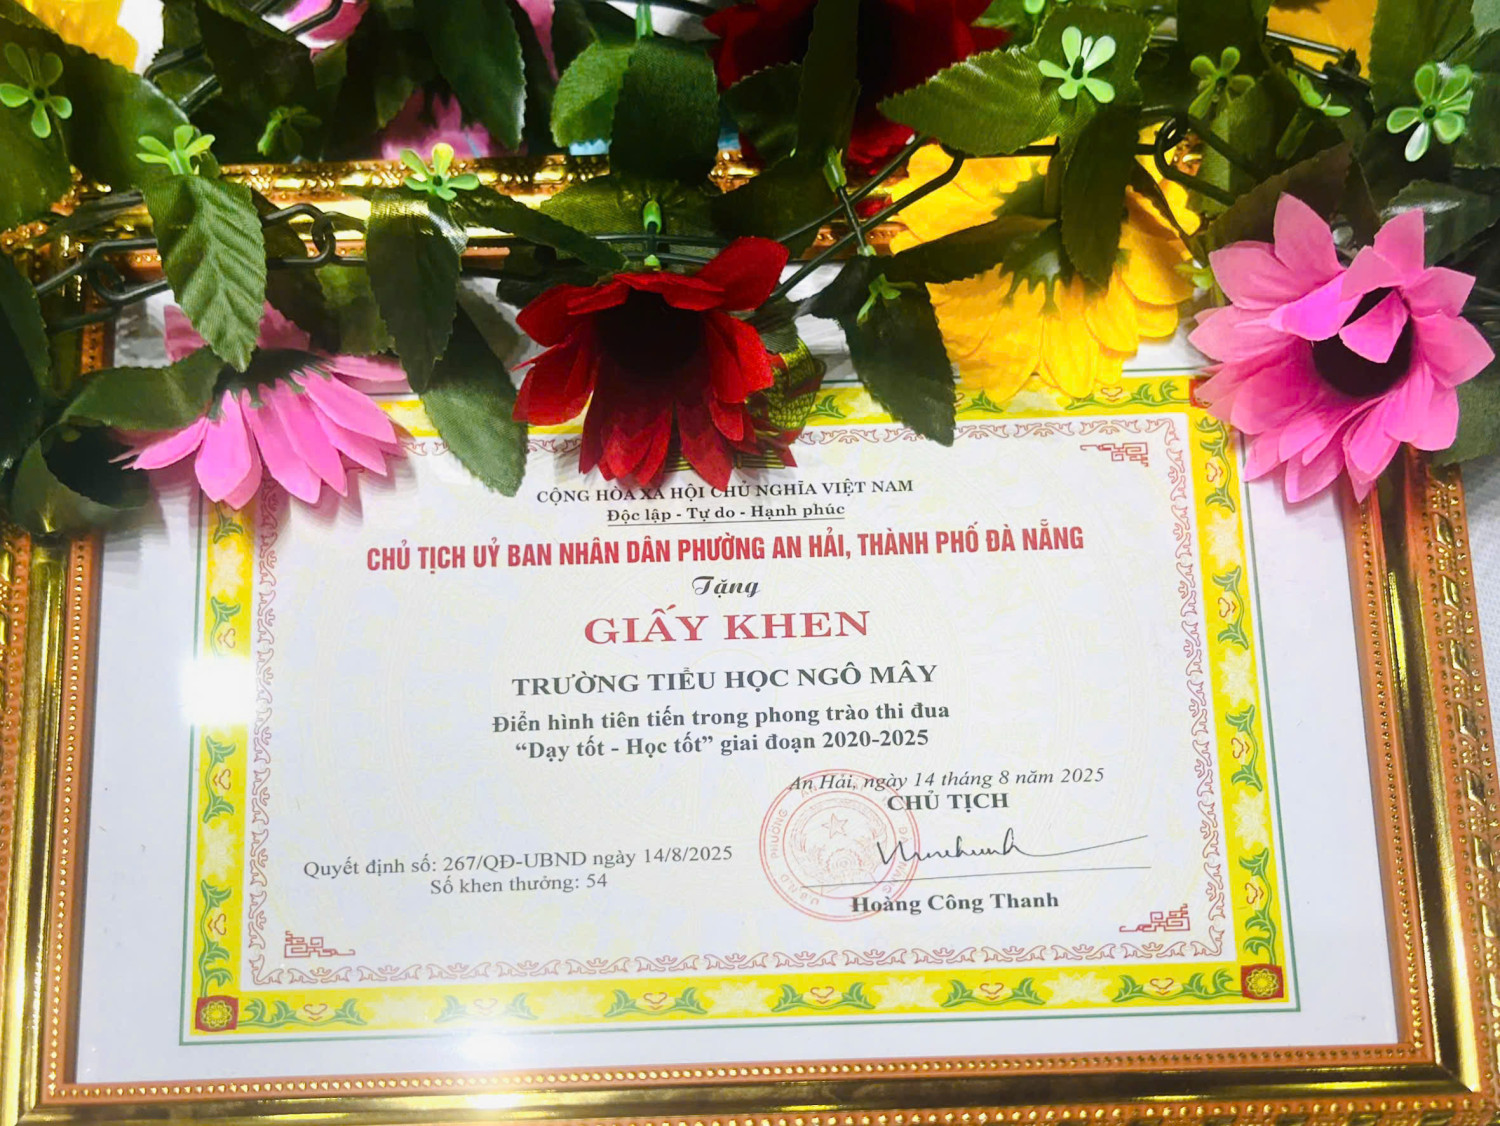 CỘNG HÒA XÃ HỘI CHỦ NGHĨA VIỆT NAM
Độc lập - Tự do - Hạnh phúc
CHỦ TỊCH UỶ BAN NHÂN DÂN PHƯỜNG AN HẢI, THÀNH PHỐ ĐÀ NẴNG
Tặng
GIẤY KHEN
TRƯỜNG TIỂU HỌC NGÔ MÂY
Điển hình tiên tiến trong phong trào thi đua
“Dạy tốt - Học tốt” giai đoạn 2020-2025
An Hải, ngày 14 tháng 8 năm 2025
CHỦ TỊCH
Quyết định số: 267/QĐ-UBND ngày 14/8/2025
Số khen thưởng: 54
Hoàng Công Thanh